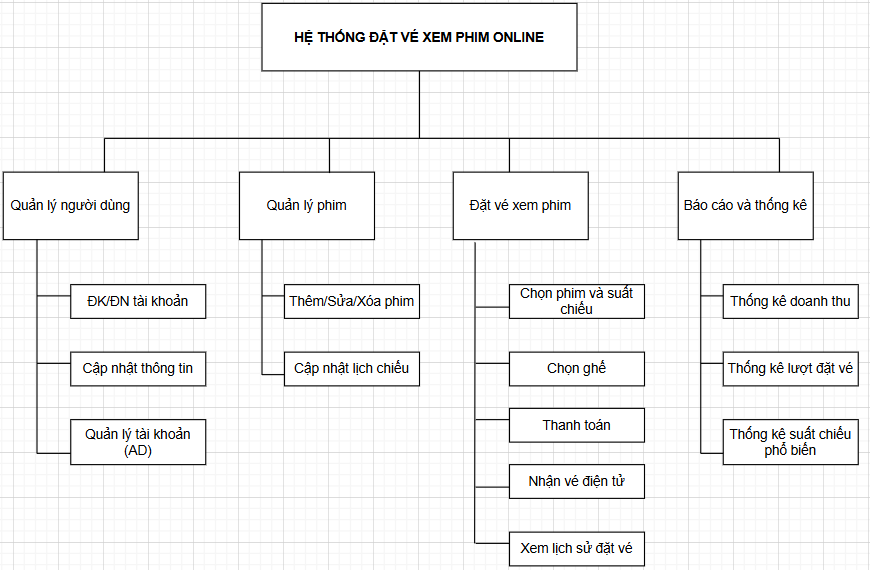 HỆ THỐNG ĐẶT VÉ XEM PHIM ONLINE
Quản lý người dùng
Quản lý phim
Đặt vé xem phim
Báo cáo và thống kê
ĐK/ĐN tài khoản
Cập nhật thông tin
Quản lý tài khoản
(AD)
Thêm/Sửa/Xóa phim
Cập nhật lịch chiếu
Chọn phim và suất
chiếu
Chọn ghế
Thanh toán
Nhận vé điện tử
Xem lịch sử đặt vé
Thống kê doanh thu
Thống kê lượt đặt vé
Thống kê suất chiếu
phổ biến